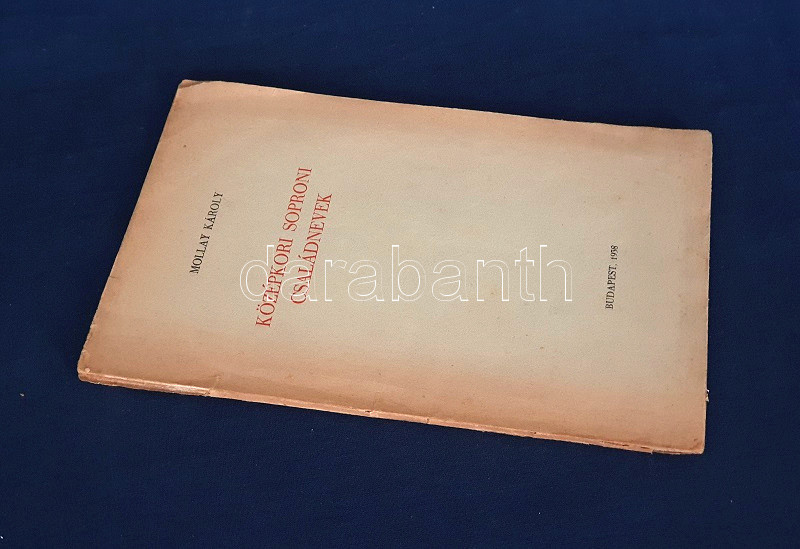 MOLLAY KÁROLY
KÖZÉPKORI SOPRONI
CSALÁDNEVEK
BUDAPEST, 1938
darabanth